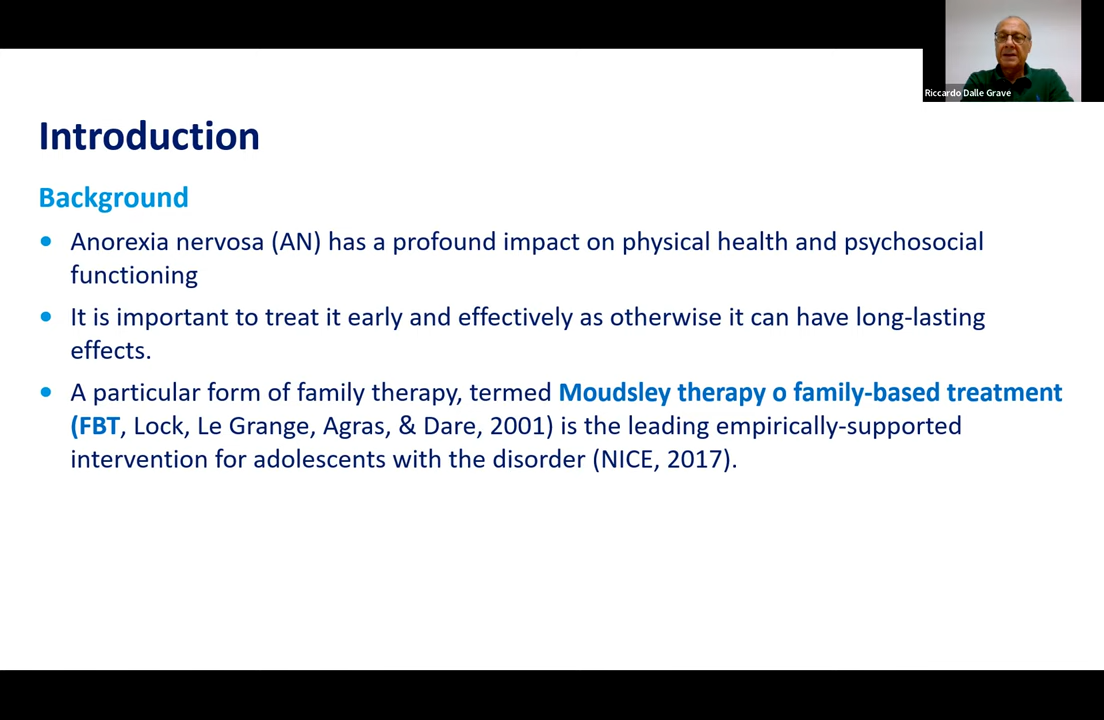 Riccardo Dalle Grave
Introduction
Background
• Anorexia nervosa (AN) has a profound impact on physical health and psychosocial
functioning
• It is important to treat it early and effectively as otherwise it can have long-lasting
effects.
• A particular form of family therapy, termed Moudsley therapy o family-based treatment
(FBT, Lock, Le Grange, Agras, & Dare, 2001) is the leading empirically-supported
intervention for adolescents with the disorder (NICE, 2017).